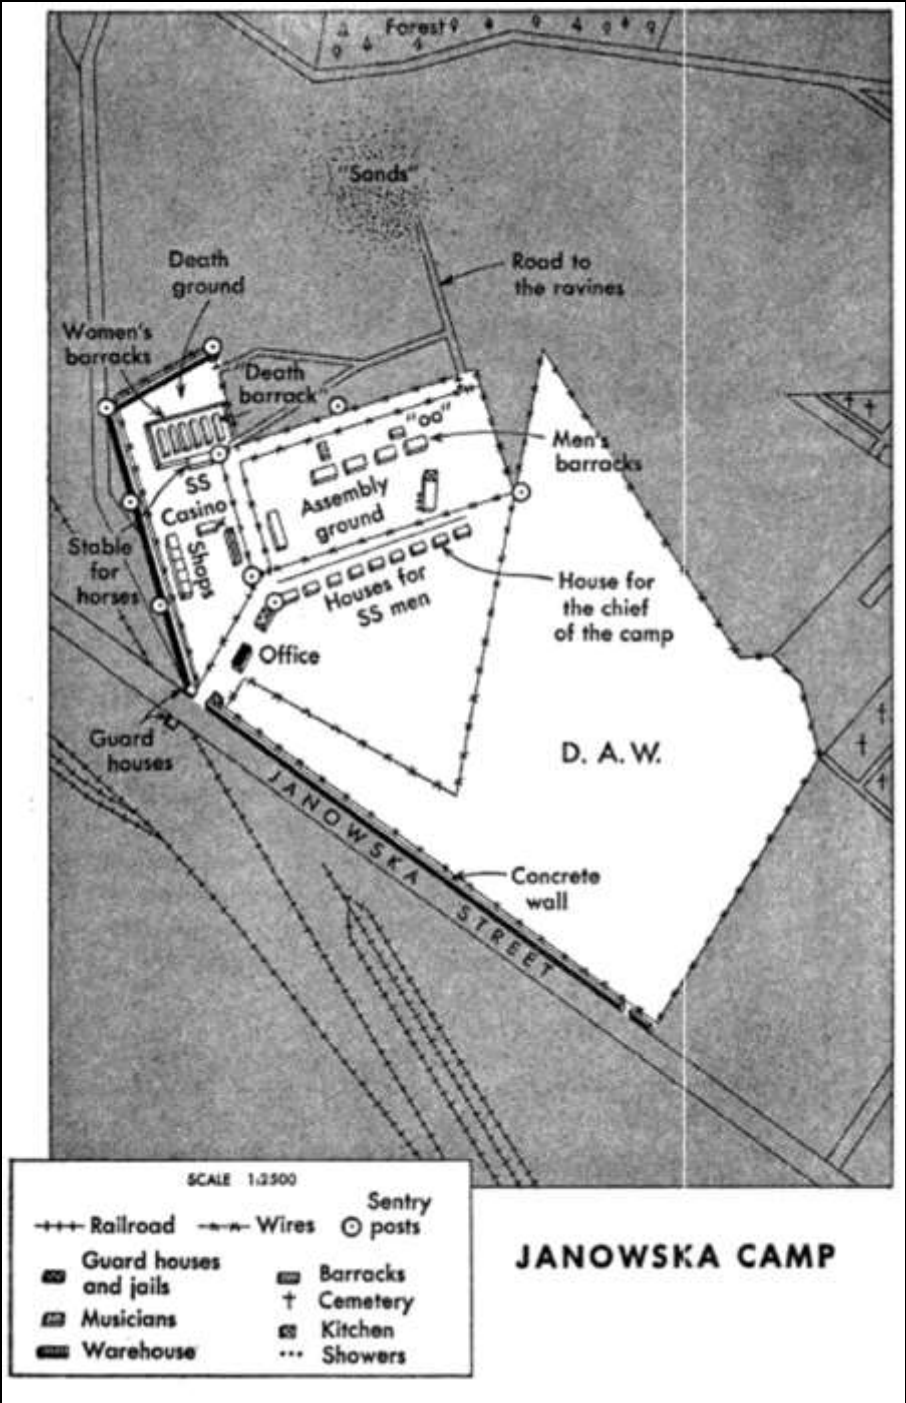 Forest
"Sands"
Death
ground
Road to
the ravines
Women's
barracks
"Death
barrack"
"oo"
Men's
barracks
SS
Casino
Assembly
ground
Stable
for
horses
Shops
Houses for
SS men
House for
the chief
of the camp
Office
Guard
houses
D. A. W.
JANOWSKA STREET
Concrete
wall
SCALE 1:2500
Railroad
Wires
Sentry
posts
Guard houses
and jails
Barracks
Cemetery
Musicians
Kitchen
Warehouse
Showers
JANOWSKA CAMP